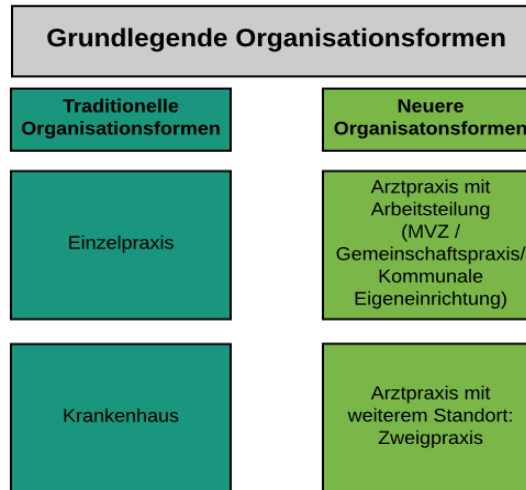 Grundlegende Organisationsformen
Traditionelle
Organisationsformen
Neuere
Organisatonsformen
Einzelpraxis
Arztpraxis mit
Arbeitsteilung
(MVZ /
Gemeinschaftspraxis/
Kommunale
Eigeneinrichtung)
Krankenhaus
Arztpraxis mit
weiterem Standort:
Zweigpraxis